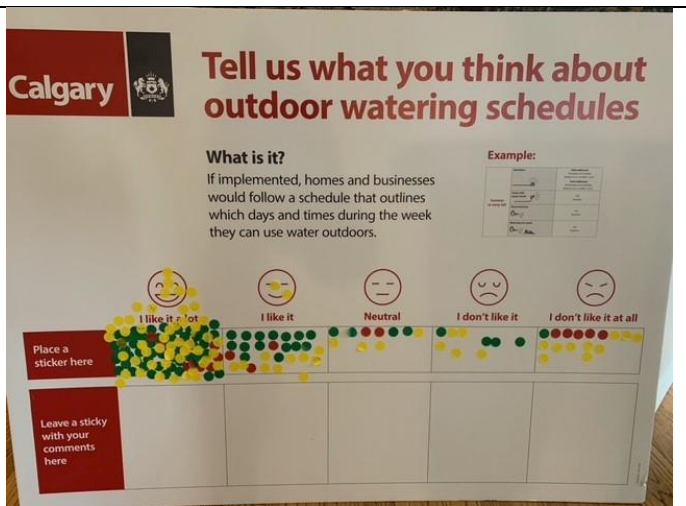 Calgary
Tell us what you think about
outdoor watering schedules
What is it?
If implemented, homes and businesses
would follow a schedule that outlines
which days and times during the week
they can use water outdoors.
Example:
I like it a lot
I like it
Neutral
I don't like it
I don't like it at all
Place a
sticker here
Leave a sticky
with your
comments
here